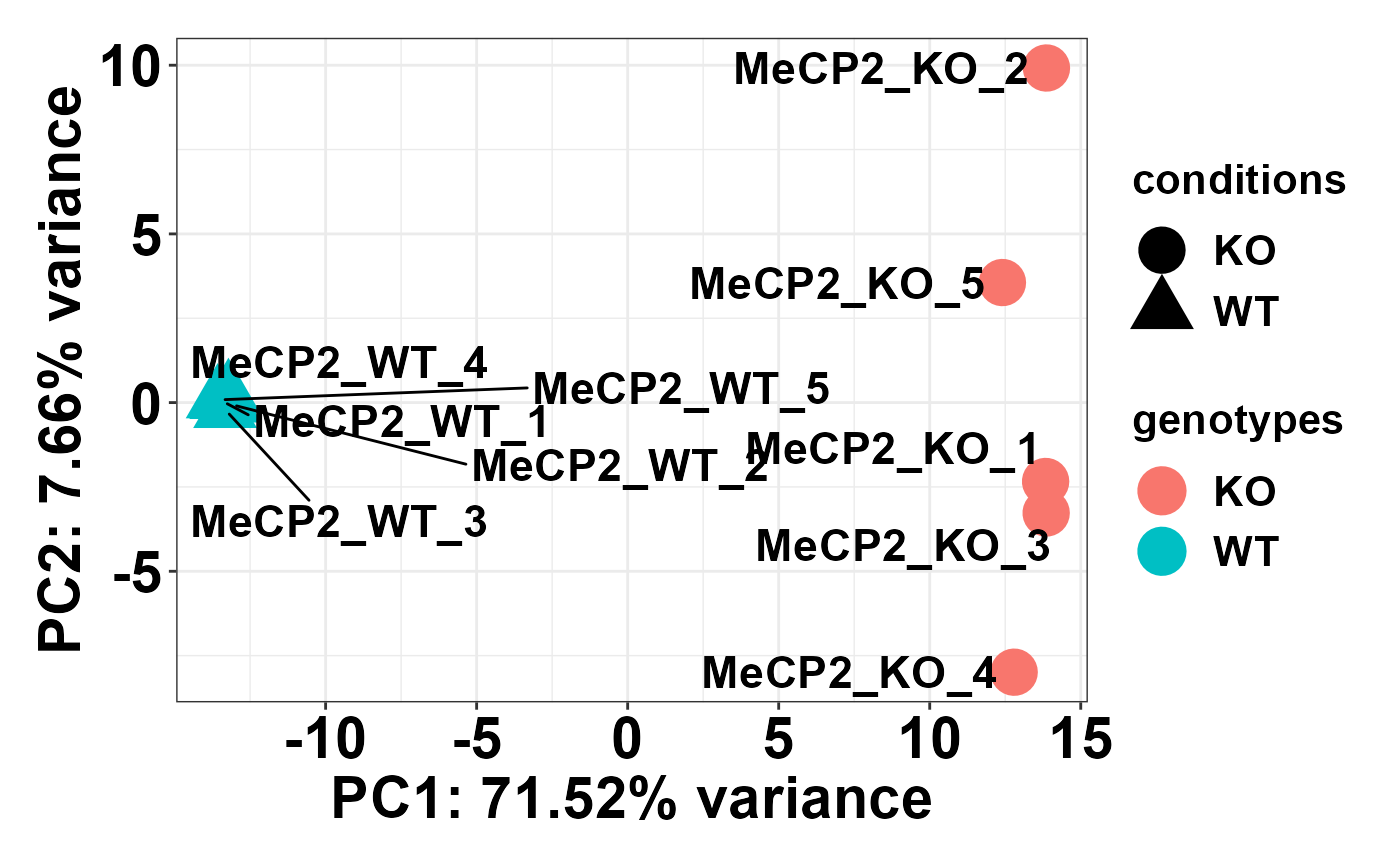 10
5
0
-5
PC2: 7.66% variance
MeCP2_KO_2
MeCP2_KO_5
MeCP2_WT_4
MeCP2_WT_5
MeCP2_WT_1
MeCP2_KO_1
MeCP2_WT_2
MeCP2_WT_3
MeCP2_KO_3
MeCP2_KO_4
-10
-5
0
5
10
15
PC1: 71.52% variance
conditions
KO
WT
genotypes
KO
WT